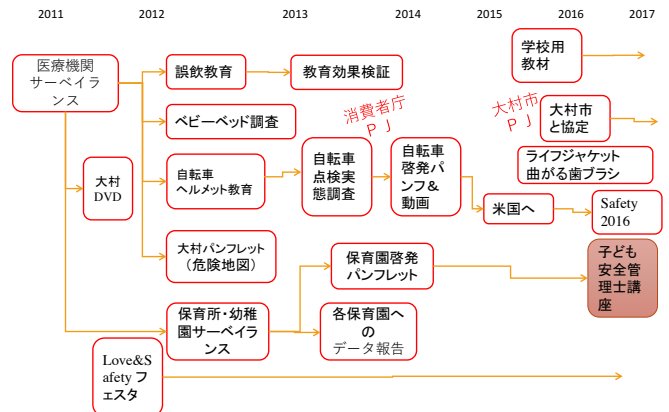 2011 2012 2013 2014 2015 2016 2017
医療機関
サーベイラ
ンス
誤飲教育
教育効果検証
学校用
教材
ベビーベッド調査
消費者庁
ＰＪ
大村市
ＰＪ
大村市
と協定
大村
DVD
自転車
ヘルメット教育
自転車
点検実
態調査
自転車
啓発パ
ンフ&
動画
ライフジャケット
曲がる歯ブラシ
米国へ
Safety
2016
大村パンフレット
（危険地図）
保育園啓発
パンフレット
子ども
安全管
理士講
座
保育所・幼稚
園サーベイラ
ンス
各保育園へ
の
データ報告
Love&S
afety フ
ェスタ